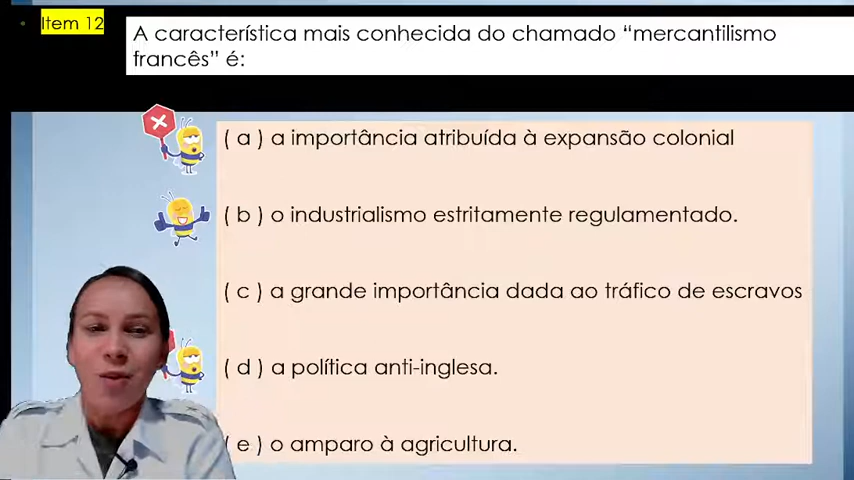 Item 12
A característica mais conhecida do chamado “mercantilismo
francês” é:
( a ) a importância atribuída à expansão colonial
( b ) o industrialismo estritamente regulamentado.
( c ) a grande importância dada ao tráfico de escravos
( d ) a política anti-inglesa.
( e ) o amparo à agricultura.